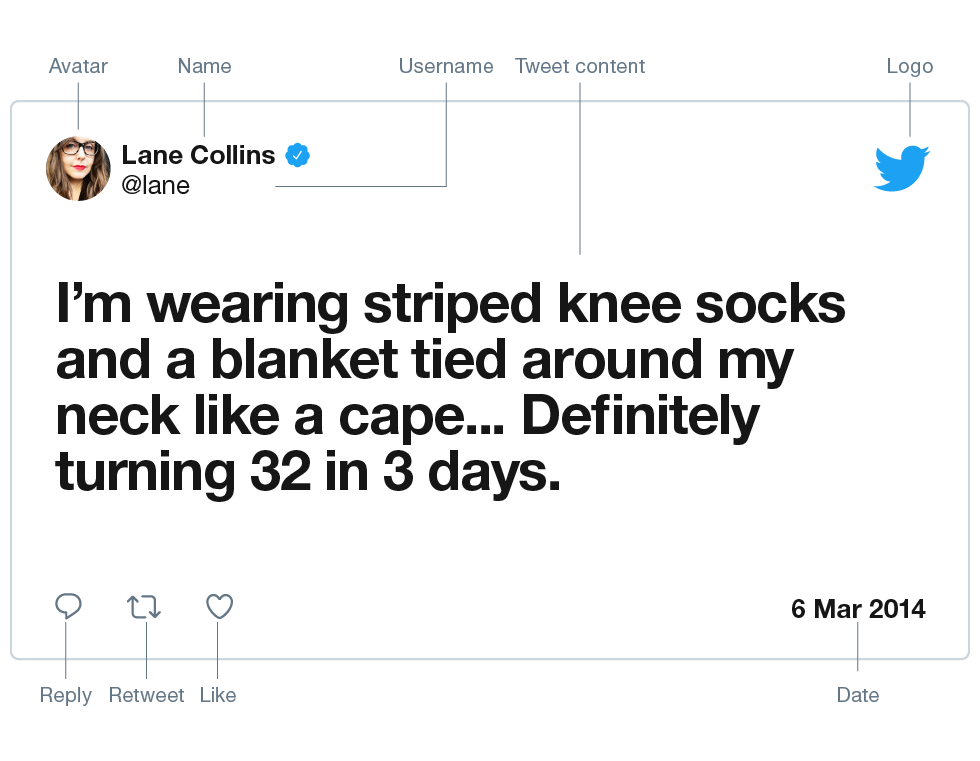 Avatar Name Username Tweet content Logo
Lane Collins
@lane
I’m wearing striped knee socks
and a blanket tied around my
neck like a cape... Definitely
turning 32 in 3 days.
6 Mar 2014
Reply Retweet Like Date